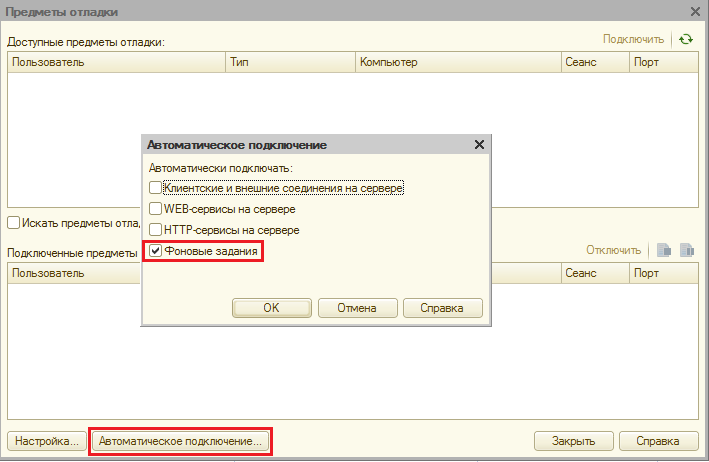 Предметы отладки
Доступные предметы отладки:
Подключить
Пользователь Тип Компьютер Сеанс Порт
Автоматическое подключение
Автоматически подключать:
Клиентские и внешние соединения на сервере
WEB-сервисы на сервере
HTTP-сервисы на сервере
Фоновые задания
OK Отмена Справка
Искать предметы отлад
Подключенные предметы
Отключить
Пользователь Сеанс Порт
Настройка... Автоматическое подключение... Закрыть Справка